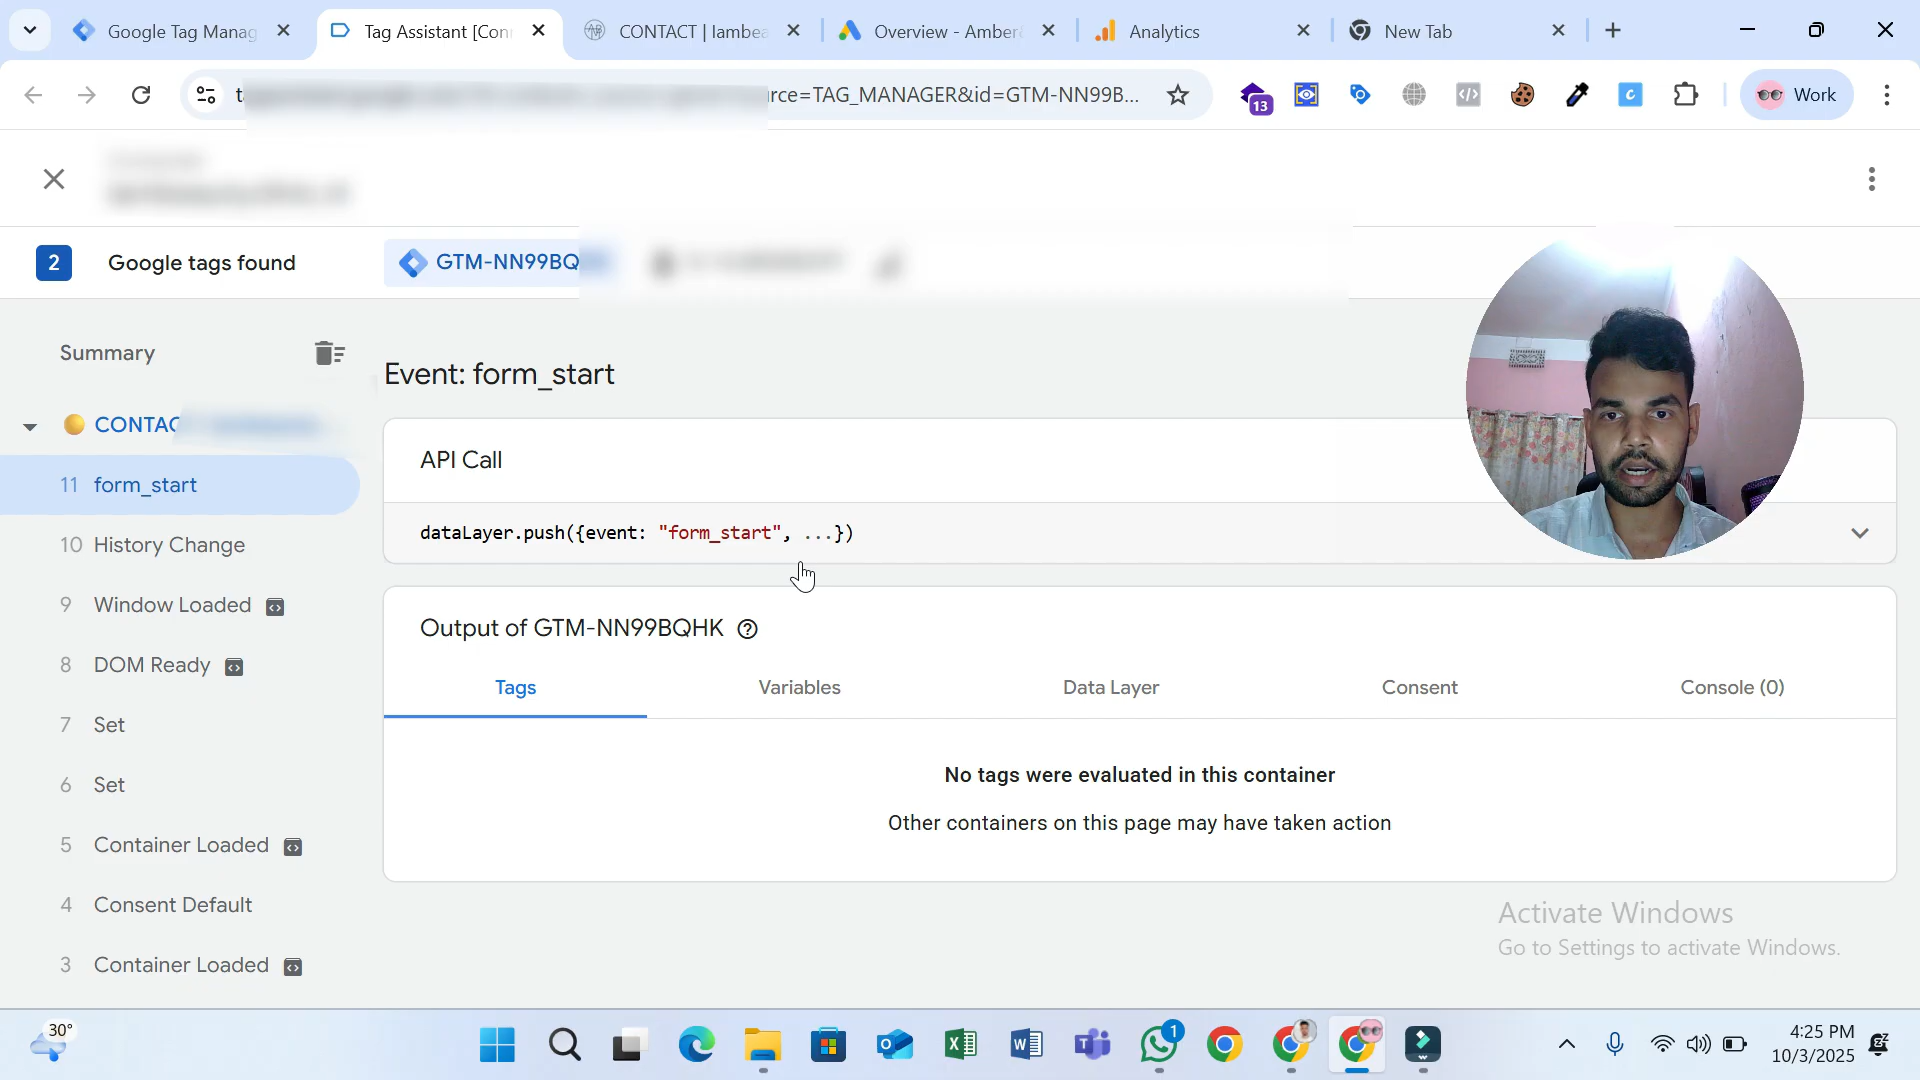 Google Tag Manag
Tag Assistant [Con
CONTACT | Iambea
Overview - Ambere
Analytics
New Tab
rce=TAG_MANAGER&id=GTM-NN99B...
13
Work
2
Google tags found
GTM-NN99BQ
Summary
Event: form_start
CONTAC
API Call
11 form_start
dataLayer.push({event: "form_start", ...})
10 History Change
9 Window Loaded
Output of GTM-NN99BQHK
8 DOM Ready
Tags
Variables
Data Layer
Consent
Console (0)
7 Set
6 Set
No tags were evaluated in this container
Other containers on this page may have taken action
5 Container Loaded
4 Consent Default
3 Container Loaded
Activate Windows
Go to Settings to activate Windows.
30°
1
4:25 PM
10/3/2025